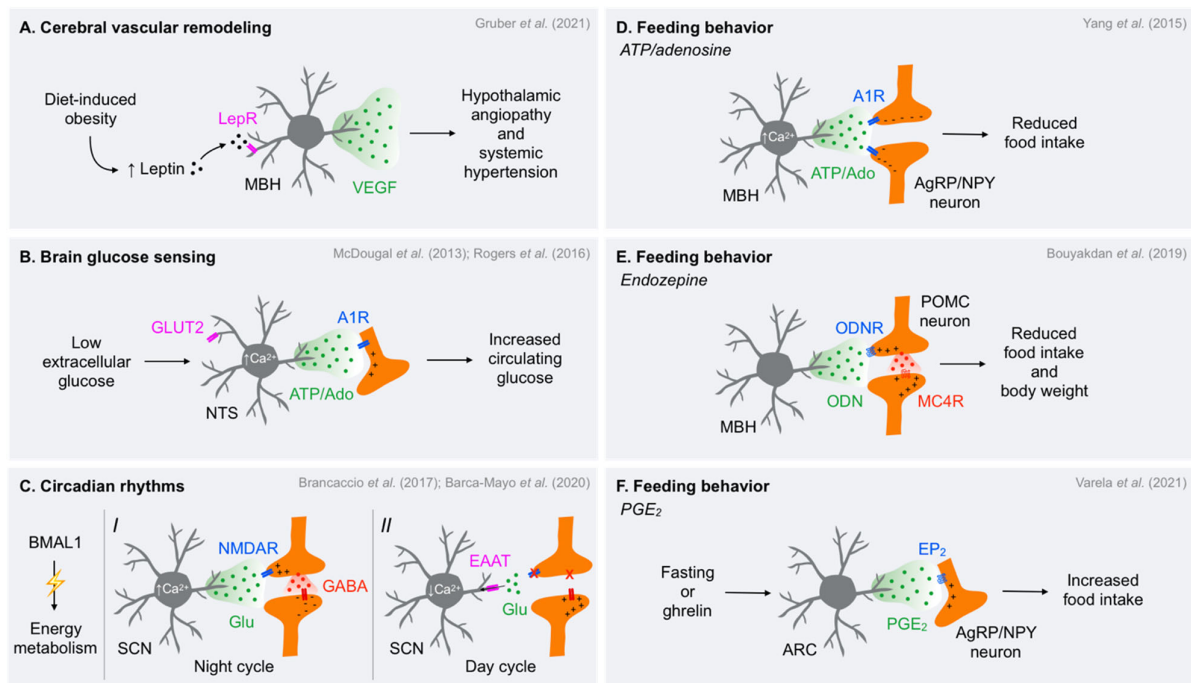 A. Cerebral vascular remodeling
Gruber et al. (2021)
Diet-induced
obesity
↑ Leptin
LepR
MBH
VEGF
Hypothalamic
angiopathy
and
systemic
hypertension
B. Brain glucose sensing
McDougal et al. (2013); Rogers et al. (2016)
Low
extracellular
glucose
GLUT2
↑Ca²⁺
NTS
ATP/Ado
A1R
Increased
circulating
glucose
C. Circadian rhythms
Brancaccio et al. (2017); Barca-Mayo et al. (2020)
BMAL1
Energy
metabolism
I
NMDAR
↑Ca²⁺
GABA
Glu
SCN
Night cycle
II
EAAT
↓Ca²⁺
Glu
SCN
Day cycle
D. Feeding behavior
Yang et al. (2015)
ATP/adenosine
A1R
↑Ca²⁺
ATP/Ado
MBH
AgRP/NPY
neuron
Reduced
food intake
E. Feeding behavior
Bouyakdan et al. (2019)
Endozepine
POMC
neuron
ODNR
ODN
MC4R
MBH
Reduced
food intake
and
body weight
F. Feeding behavior
Varela et al. (2021)
PGE₂
Fasting
or
ghrelin
EP₂
PGE₂
ARC
AgRP/NPY
neuron
Increased
food intake